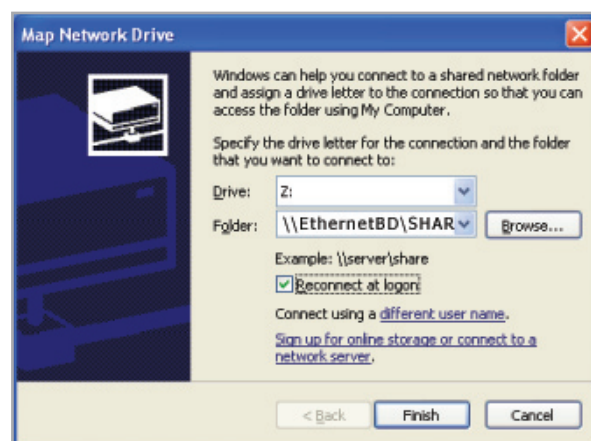 Map Network Drive
Windows can help you connect to a shared network folder
and assign a drive letter to the connection so that you can
access the folder using My Computer.
Specify the drive letter for the connection and the folder
that you want to connect to:
Drive: Z:
Folder: \\EthernetBD\SHAR Browse...
Example: \\server\share
Reconnect at logon
Connect using a different user name.
Sign up for online storage or connect to a
network server.
< Back Finish Cancel